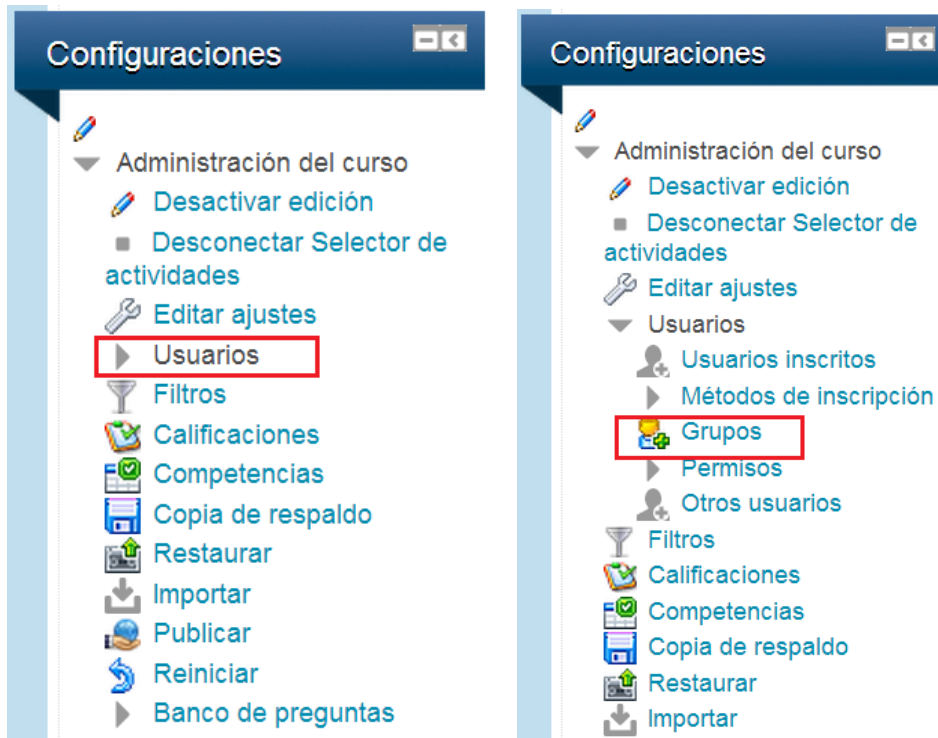 Configuraciones
Administración del curso
Desactivar edición
Desconectar Selector de
actividades
Editar ajustes
Usuarios
Filtros
Calificaciones
Competencias
Copia de respaldo
Restaurar
Importar
Publicar
Reiniciar
Banco de preguntas
Configuraciones
Administración del curso
Desactivar edición
Desconectar Selector de
actividades
Editar ajustes
Usuarios
Usuarios inscritos
Métodos de inscripción
Grupos
Permisos
Otros usuarios
Filtros
Calificaciones
Competencias
Copia de respaldo
Restaurar
Importar